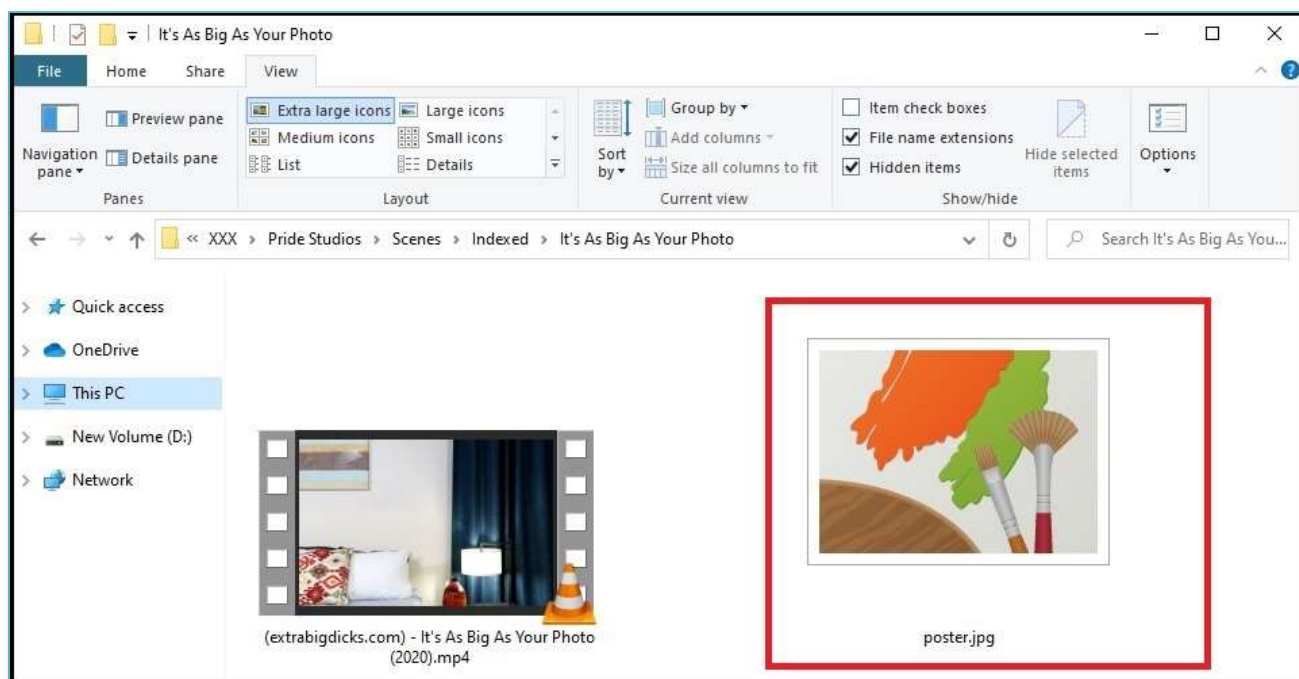 It's As Big As Your Photo
File Home Share View
Navigation pane
Preview pane
Details pane
Panes
Extra large icons Large icons
Medium icons Small icons
List Details
Layout
Sort by
Group by
Add columns
Size all columns to fit
Current view
Item check boxes
File name extensions
Hidden items
Hide selected items
Show/hide
Options
« XXX > Pride Studios > Scenes > Indexed > It's As Big As Your Photo
Search It's As Big As You...
Quick access
OneDrive
This PC
New Volume (D:)
Network
(extrabigdicks.com) - It's As Big As Your Photo
(2020).mp4
poster.jpg